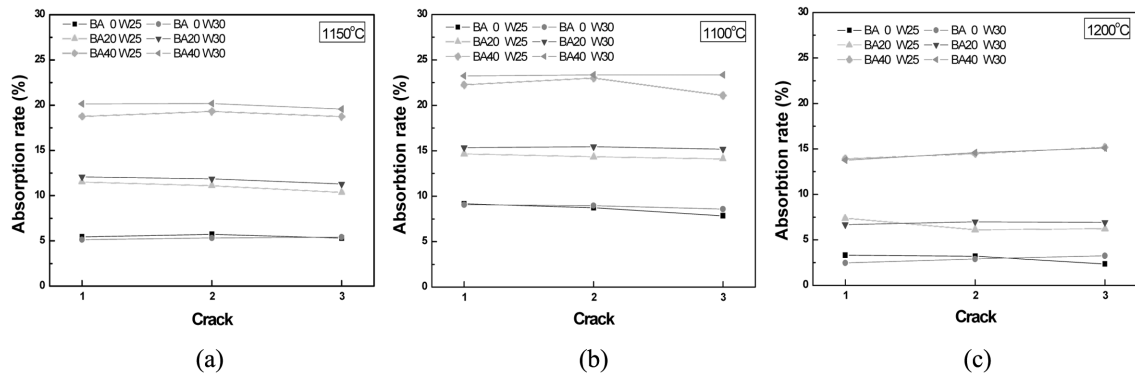 BA 0 W25 BA 0 W30
BA20 W25 BA20 W30
BA40 W25 BA40 W30
1150°C
30
25
20
15
10
5
0
Absorption rate (%)
1 2 3
Crack
(a)
BA 0 W25 BA 0 W30
BA20 W25 BA20 W30
BA40 W25 BA40 W30
1100°C
30
25
20
15
10
5
0
Absorbtion rate (%)
1 2 3
Crack
(b)
BA 0 W25 BA 0 W30
BA20 W25 BA20 W30
BA40 W25 BA40 W30
1200°C
30
25
20
15
10
5
0
Absorbtion rate (%)
1 2 3
Crack
(c)